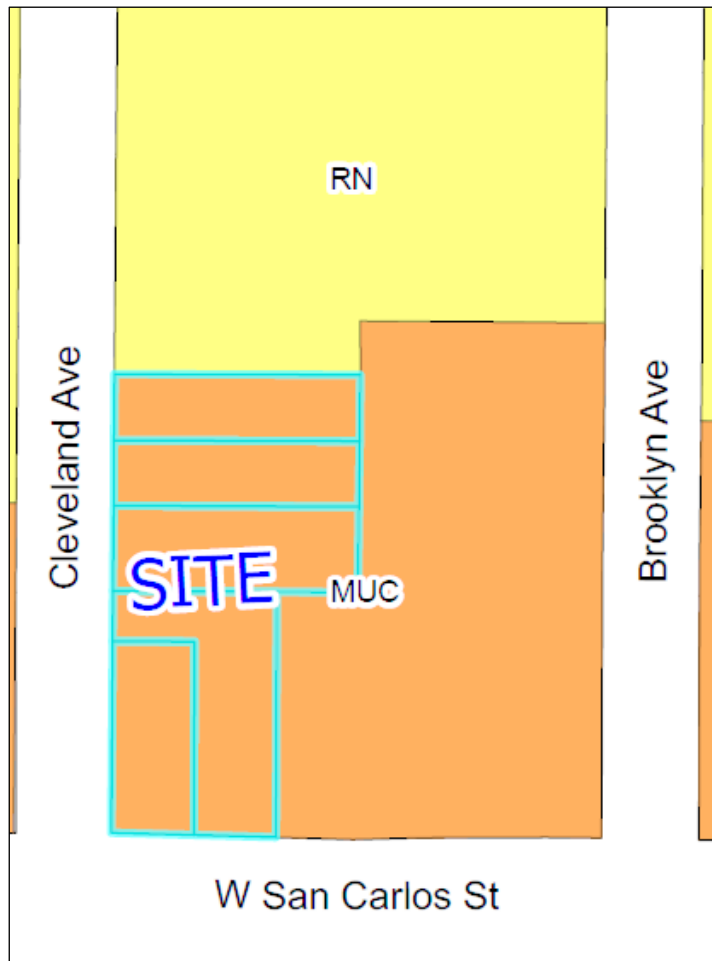 RN
Cleveland Ave
Brooklyn Ave
SITE
MUC
W San Carlos St